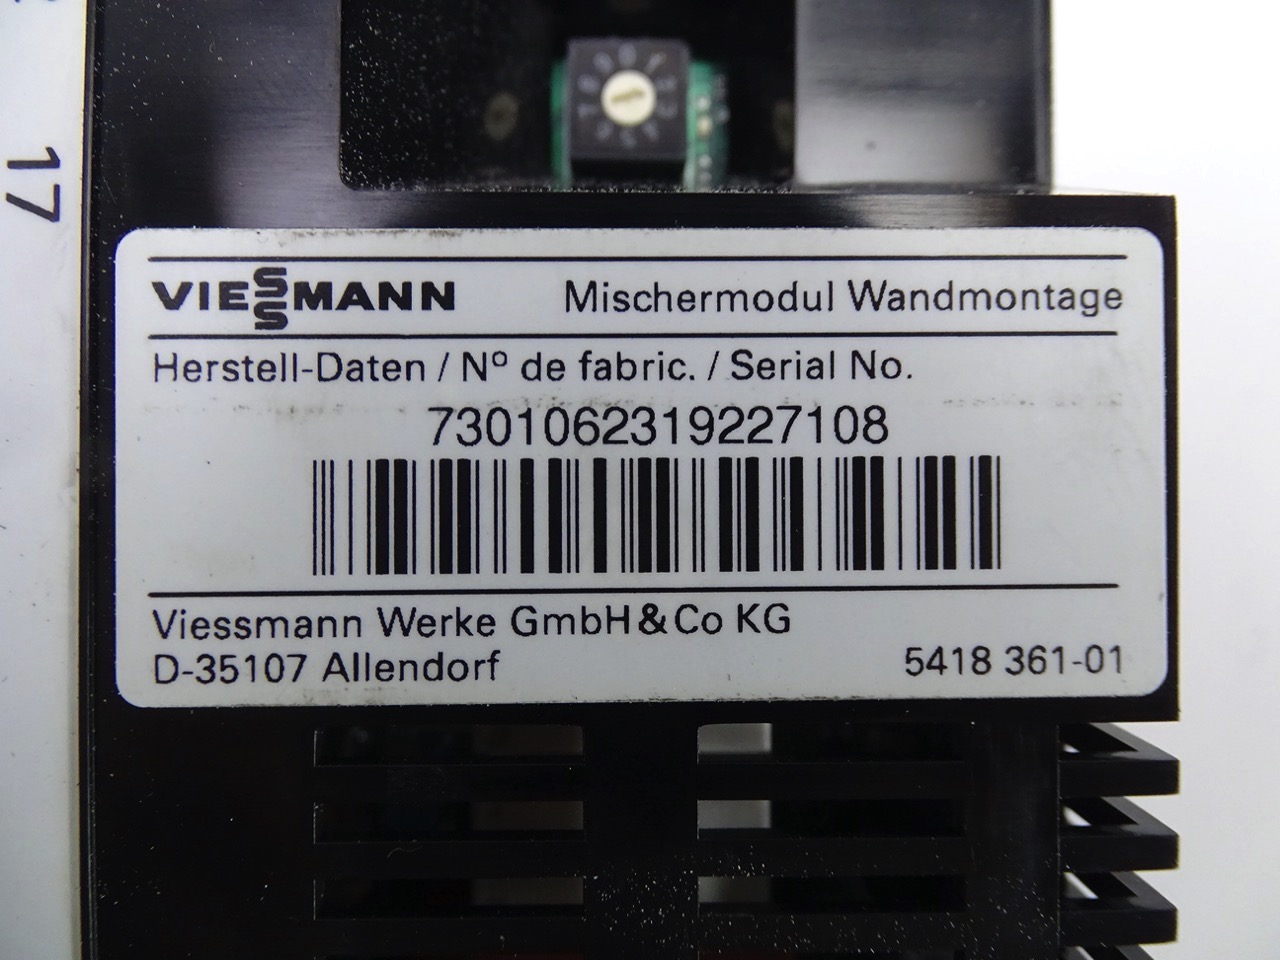 17
VIESSMANN Mischermodul Wandmontage
Herstell-Daten / Nº de fabric. / Serial No.
7301062319227108
Viessmann Werke GmbH & Co KG
D-35107 Allendorf 5418 361-01